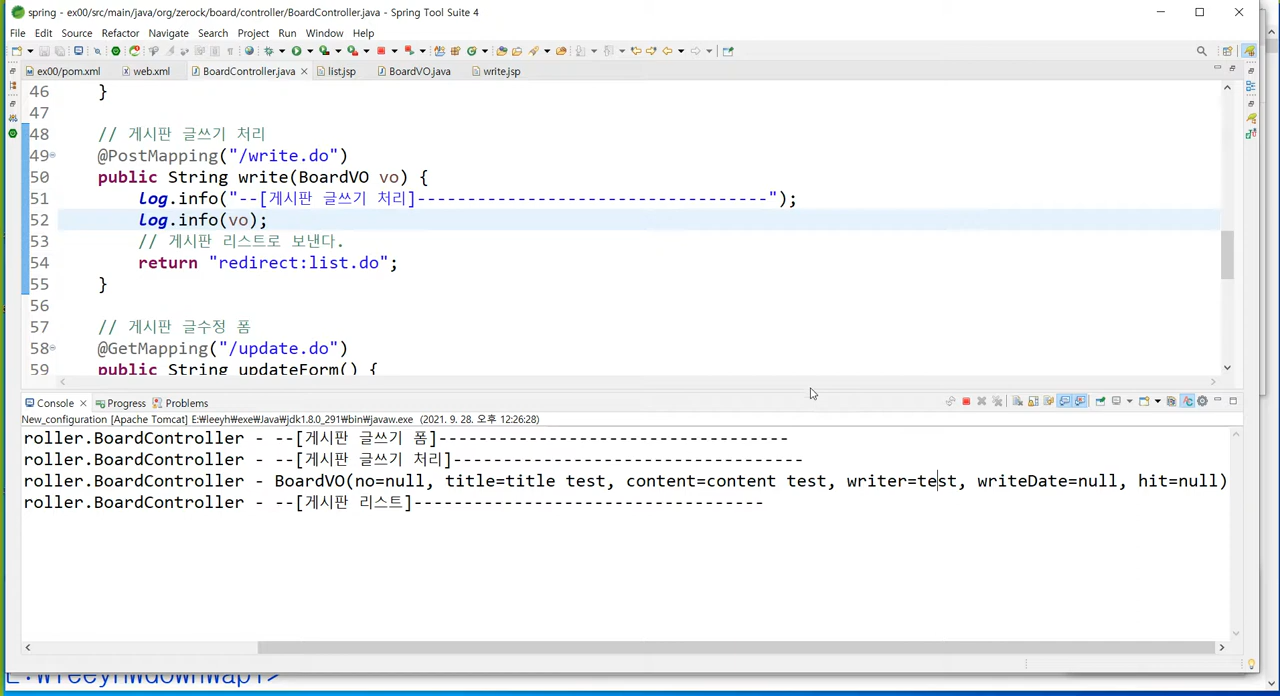 spring - ex00/src/main/java/org/zerock/board/controller/BoardController.java - Spring Tool Suite 4
File Edit Source Refactor Navigate Search Project Run Window Help
ex00/pom.xml web.xml BoardController.java list.jsp BoardVO.java write.jsp
46 }
47
48 // 게시판 글쓰기 처리
49 @PostMapping("/write.do")
50 public String write(BoardVO vo) {
51 log.info("--[게시판 글쓰기 처리]-----------------------------------");
52 log.info(vo);
53 // 게시판 리스트로 보낸다.
54 return "redirect:list.do";
55 }
56
57 // 게시판 글수정 폼
58 @GetMapping("/update.do")
59 public String updateForm() {
Console Progress Problems
New_configuration [Apache Tomcat] E:₩leeyh₩exe₩Java₩jdk1.8.0_291₩bin₩javaw.exe (2021. 9. 28. 오후 12:26:28)
roller.BoardController - --[게시판 글쓰기 폼]-----------------------------------
roller.BoardController - --[게시판 글쓰기 처리]-----------------------------------
roller.BoardController - BoardVO(no=null, title=title test, content=content test, writer=test, writeDate=null, hit=null)
roller.BoardController - --[게시판 리스트]-----------------------------------